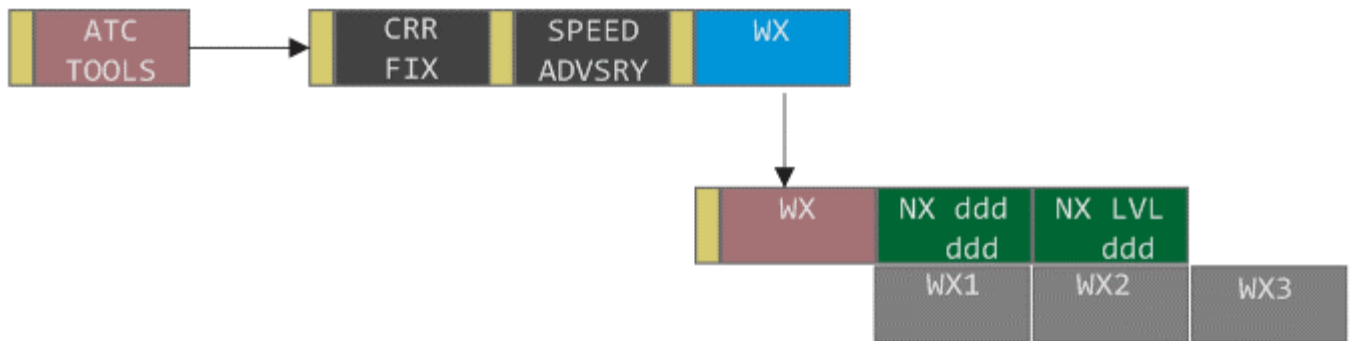 ATC
TOOLS
CRR
FIX
SPEED
ADVSRY
WX
WX
NX ddd
ddd
NX LVL
ddd
WX1
WX2
WX3